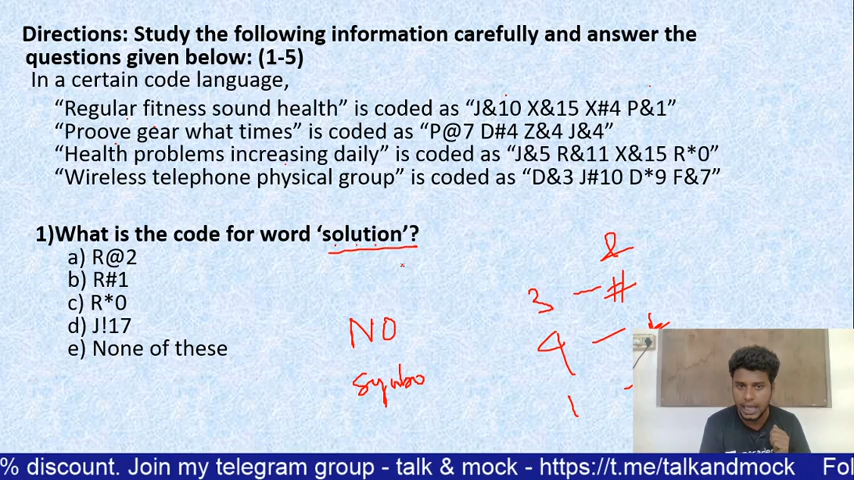 Directions: Study the following information carefully and answer the
questions given below: (1-5)
In a certain code language,
“Regular fitness sound health” is coded as “J&10 X&15 X#4 P&1”
“Proove gear what times” is coded as “P@7 D#4 Z&4 J&4”
“Health problems increasing daily” is coded as “J&5 R&11 X&15 R*0”
“Wireless telephone physical group” is coded as “D&3 J#10 D*9 F&7”
1)What is the code for word ‘solution’?
a) R@2
b) R#1
c) R*0
d) J!17
e) None of these
NO
&
3 - #
4 -
1
% discount. Join my telegram group - talk & mock - https://t.me/talkandmock Fol